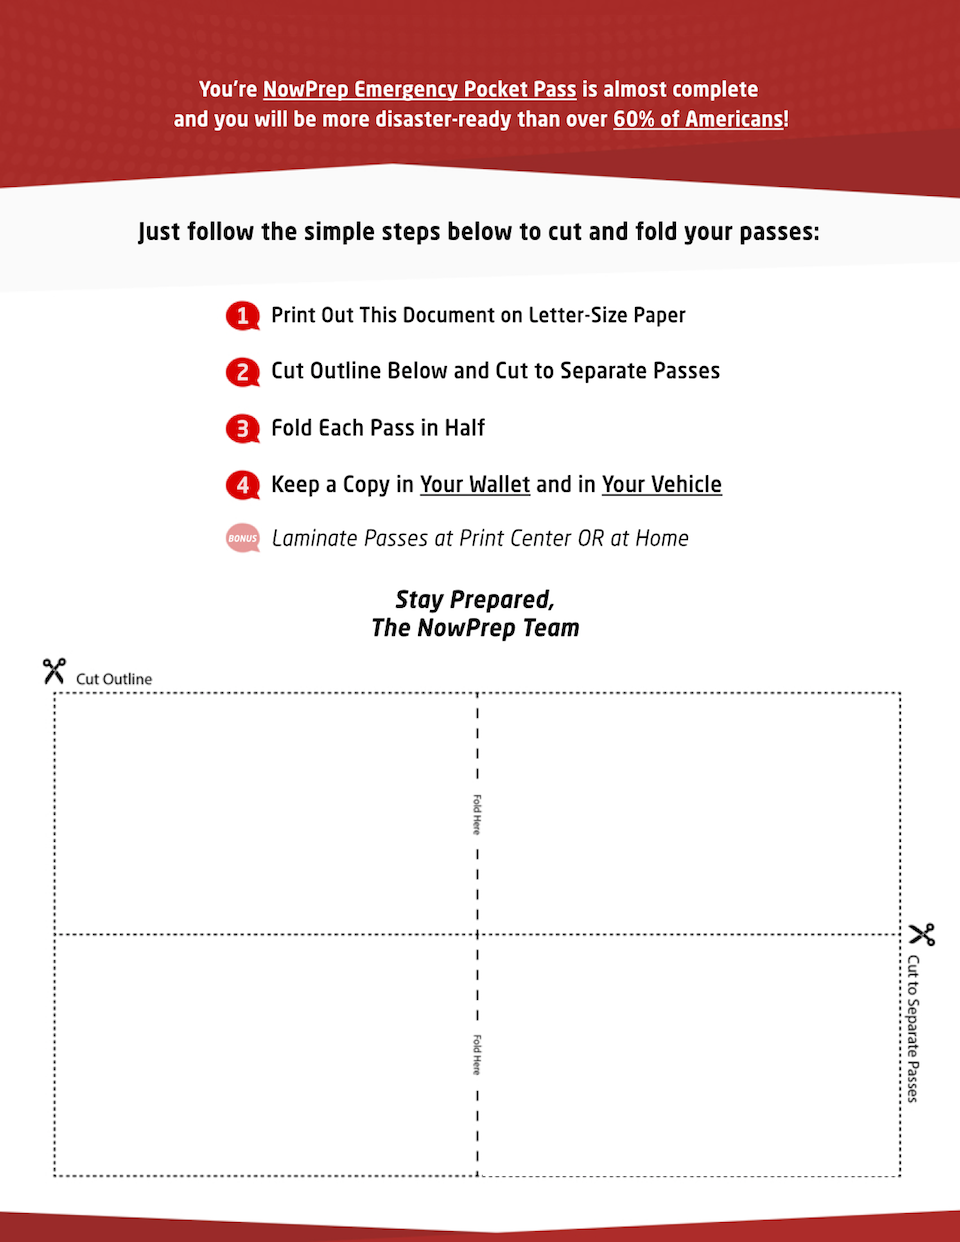 You're NowPrep Emergency Pocket Pass is almost complete
and you will be more disaster-ready than over 60% of Americans!
Just follow the simple steps below to cut and fold your passes:
1 Print Out This Document on Letter-Size Paper
2 Cut Outline Below and Cut to Separate Passes
3 Fold Each Pass in Half
4 Keep a Copy in Your Wallet and in Your Vehicle
BONUS Laminate Passes at Print Center OR at Home
Stay Prepared,
The NowPrep Team
Cut Outline
Fold Here
Cut to Separate Passes
Fold Here